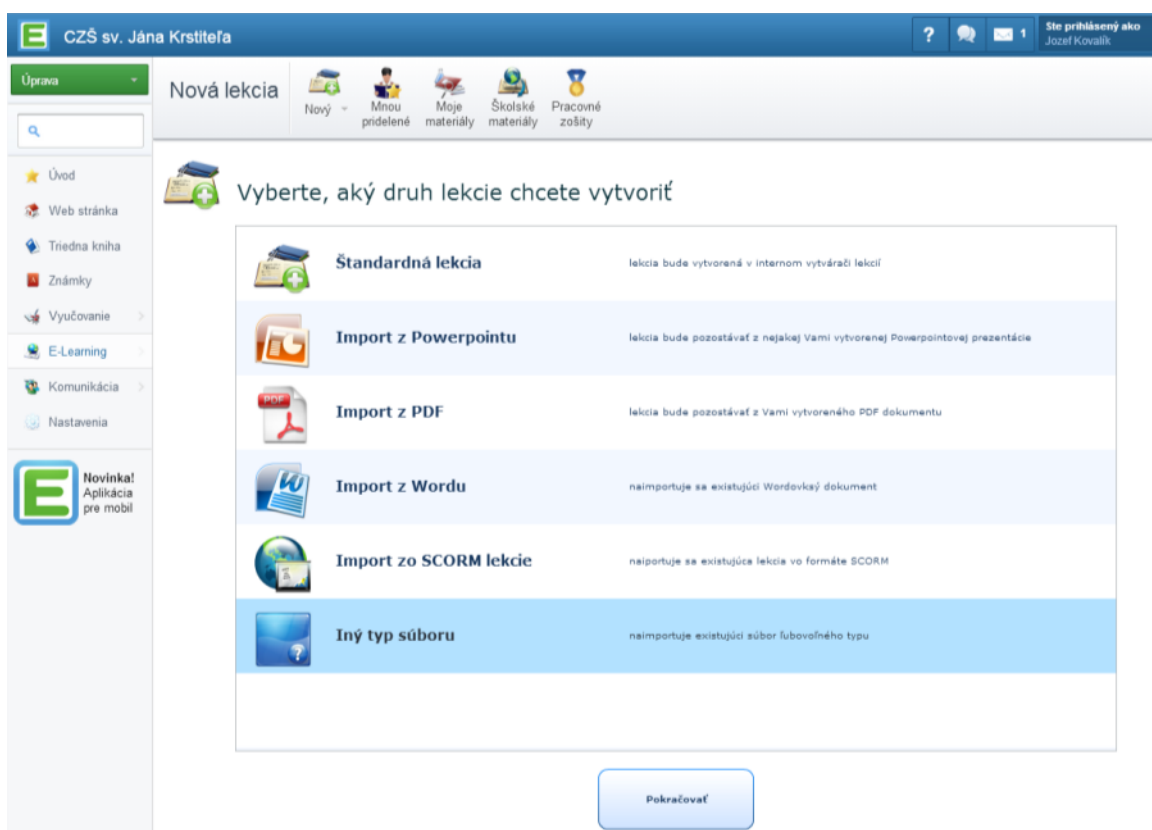 CZŠ sv. Jána Krstiteľa
? 1 Ste prihlásený ako
Jozef Kovalík
Úprava
Nová lekcia
Nový
Mnou
pridelené
Moje
materiály
Školské
materiály
Pracovné
zošity
Úvod
Web stránka
Triedna kniha
Známky
Vyučovanie
E-Learning
Komunikácia
Nastavenia
Novinka!
Aplikácia
pre mobil
Vyberte, aký druh lekcie chcete vytvoriť
Štandardná lekcia lekcia bude vytvorená v internom vytvárači lekcií
Import z Powerpointu lekcia bude pozostávať z nejakej Vami vytvorenej Powerpointovej prezentácie
PDF
Import z PDF lekcia bude pozostávať z Vami vytvoreného PDF dokumentu
Import z Wordu naimportuje sa existujúci Wordovksý dokument
Import zo SCORM lekcie naiportuje sa existujúca lekcia vo formáte SCORM
Iný typ súboru naimportuje existujúci súbor ľubovoľného typu
Pokračovať